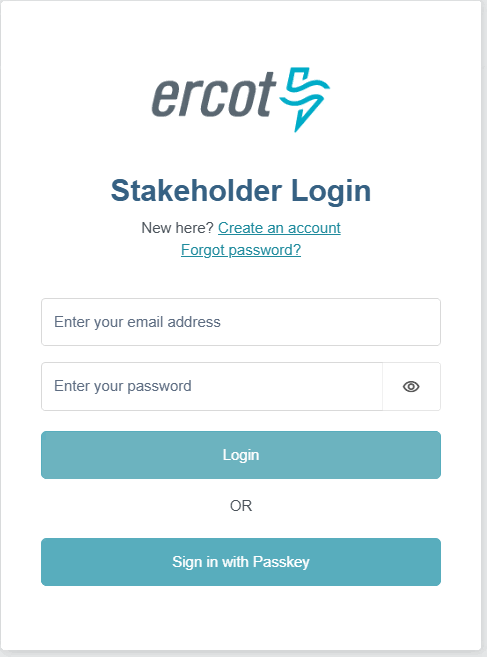 ercot
Stakeholder Login
New here? Create an account
Forgot password?
Enter your email address
Enter your password
Login
OR
Sign in with Passkey